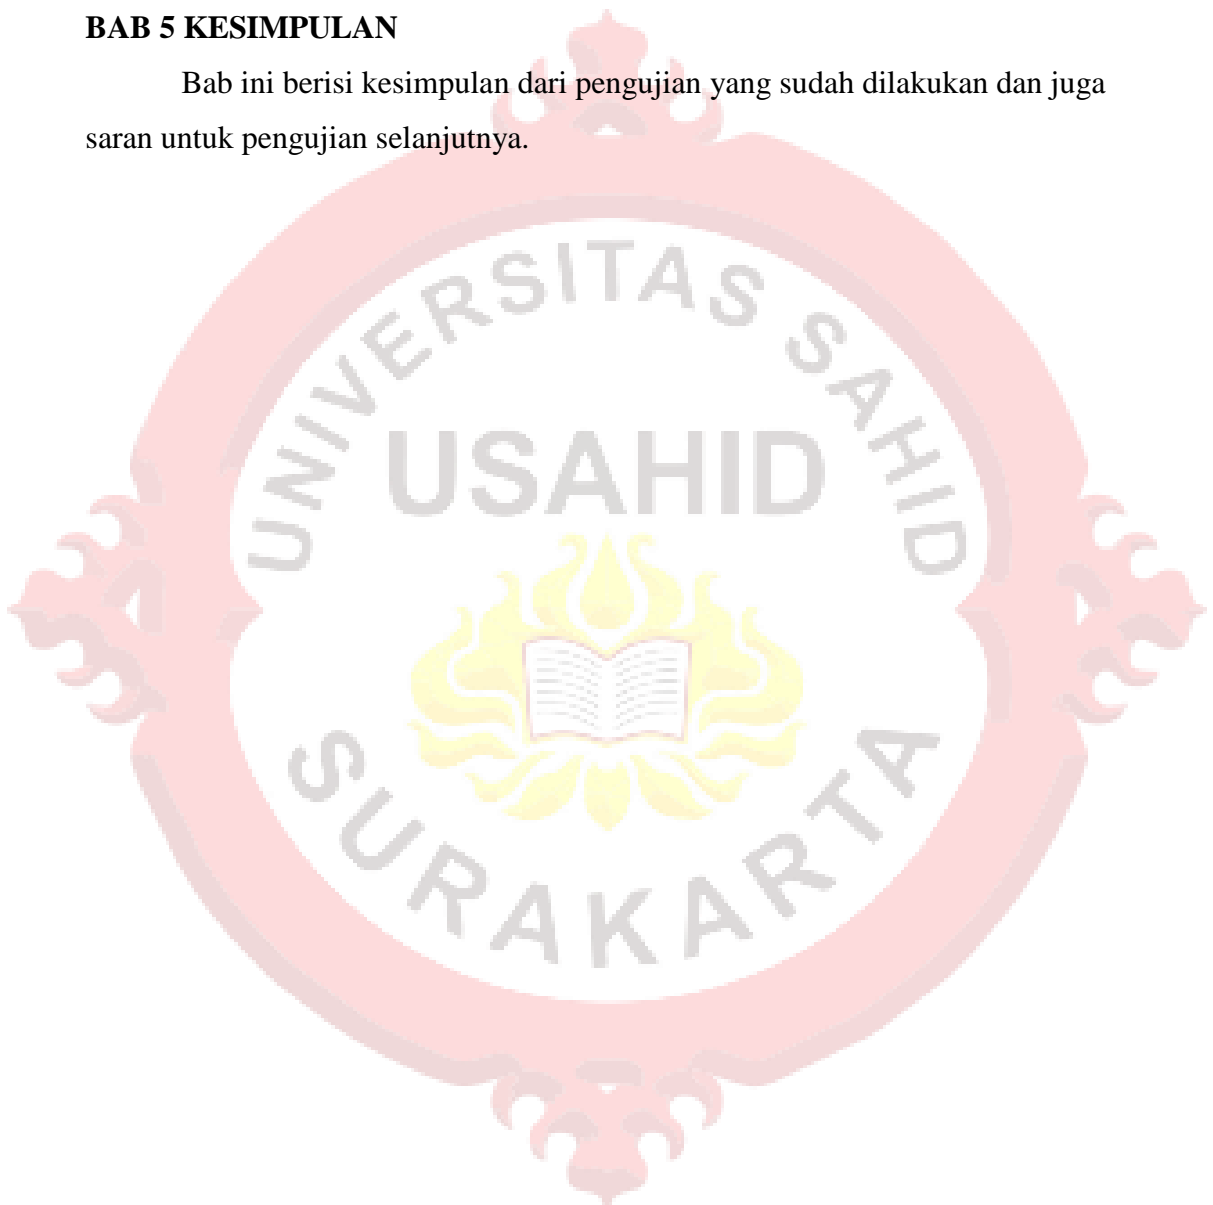 BAB 5 KESIMPULAN
Bab ini berisi kesimpulan dari pengujian yang sudah dilakukan dan juga
saran untuk pengujian selanjutnya.
UNIVERSITAS SAHID
USAHID
SURAKARTA